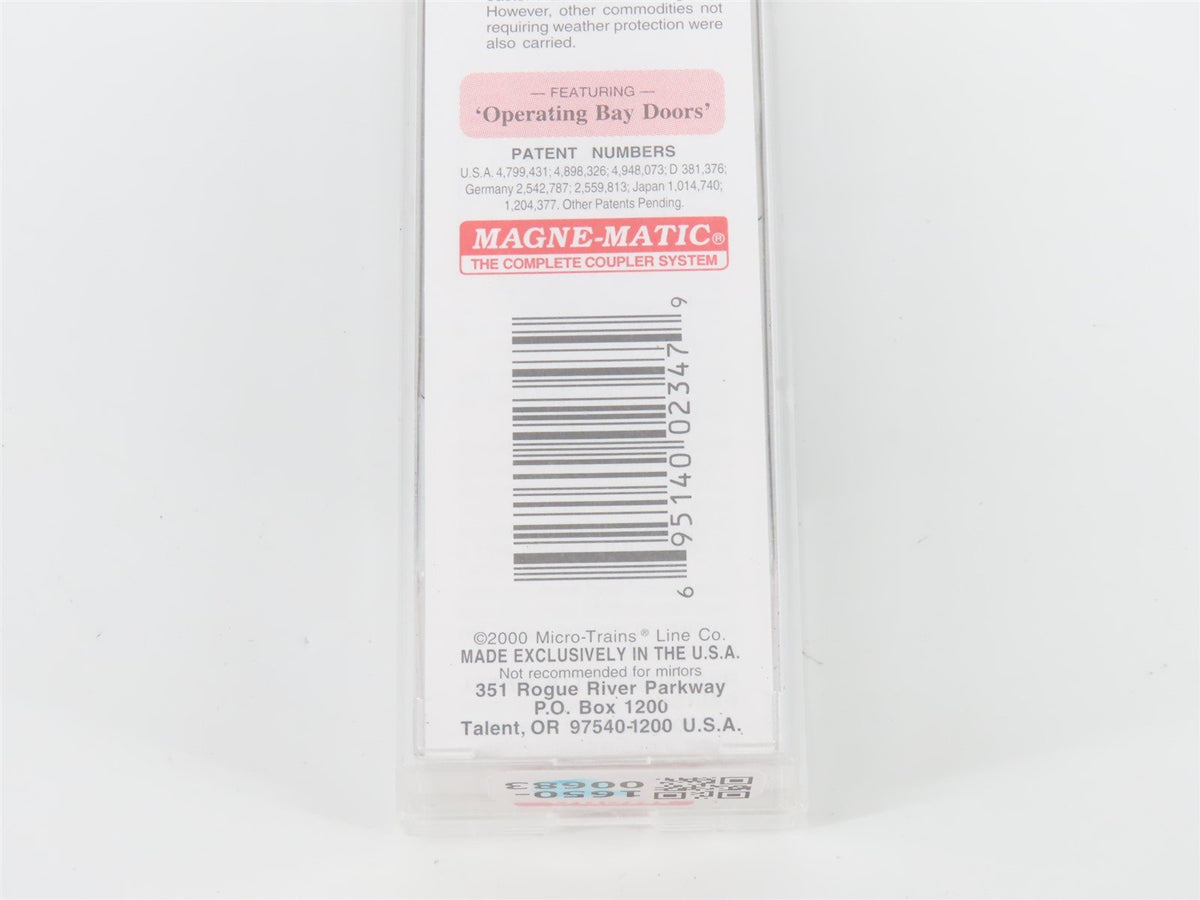 However, other commodities not
requiring weather protection were
also carried.
— FEATURING —
‘Operating Bay Doors’
PATENT NUMBERS
U.S.A. 4,799,431; 4,898,326; 4,948,073; D 381,376;
Germany 2,542,787; 2,559,813; Japan 1,014,740;
1,204,377. Other Patents Pending.
MAGNE-MATIC®
THE COMPLETE COUPLER SYSTEM
6 95140 02347 9
©2000 Micro-Trains® Line Co.
MADE EXCLUSIVELY IN THE U.S.A.
Not recommended for minors
351 Rogue River Parkway
P.O. Box 1200
Talent, OR 97540-1200 U.S.A.
1650-